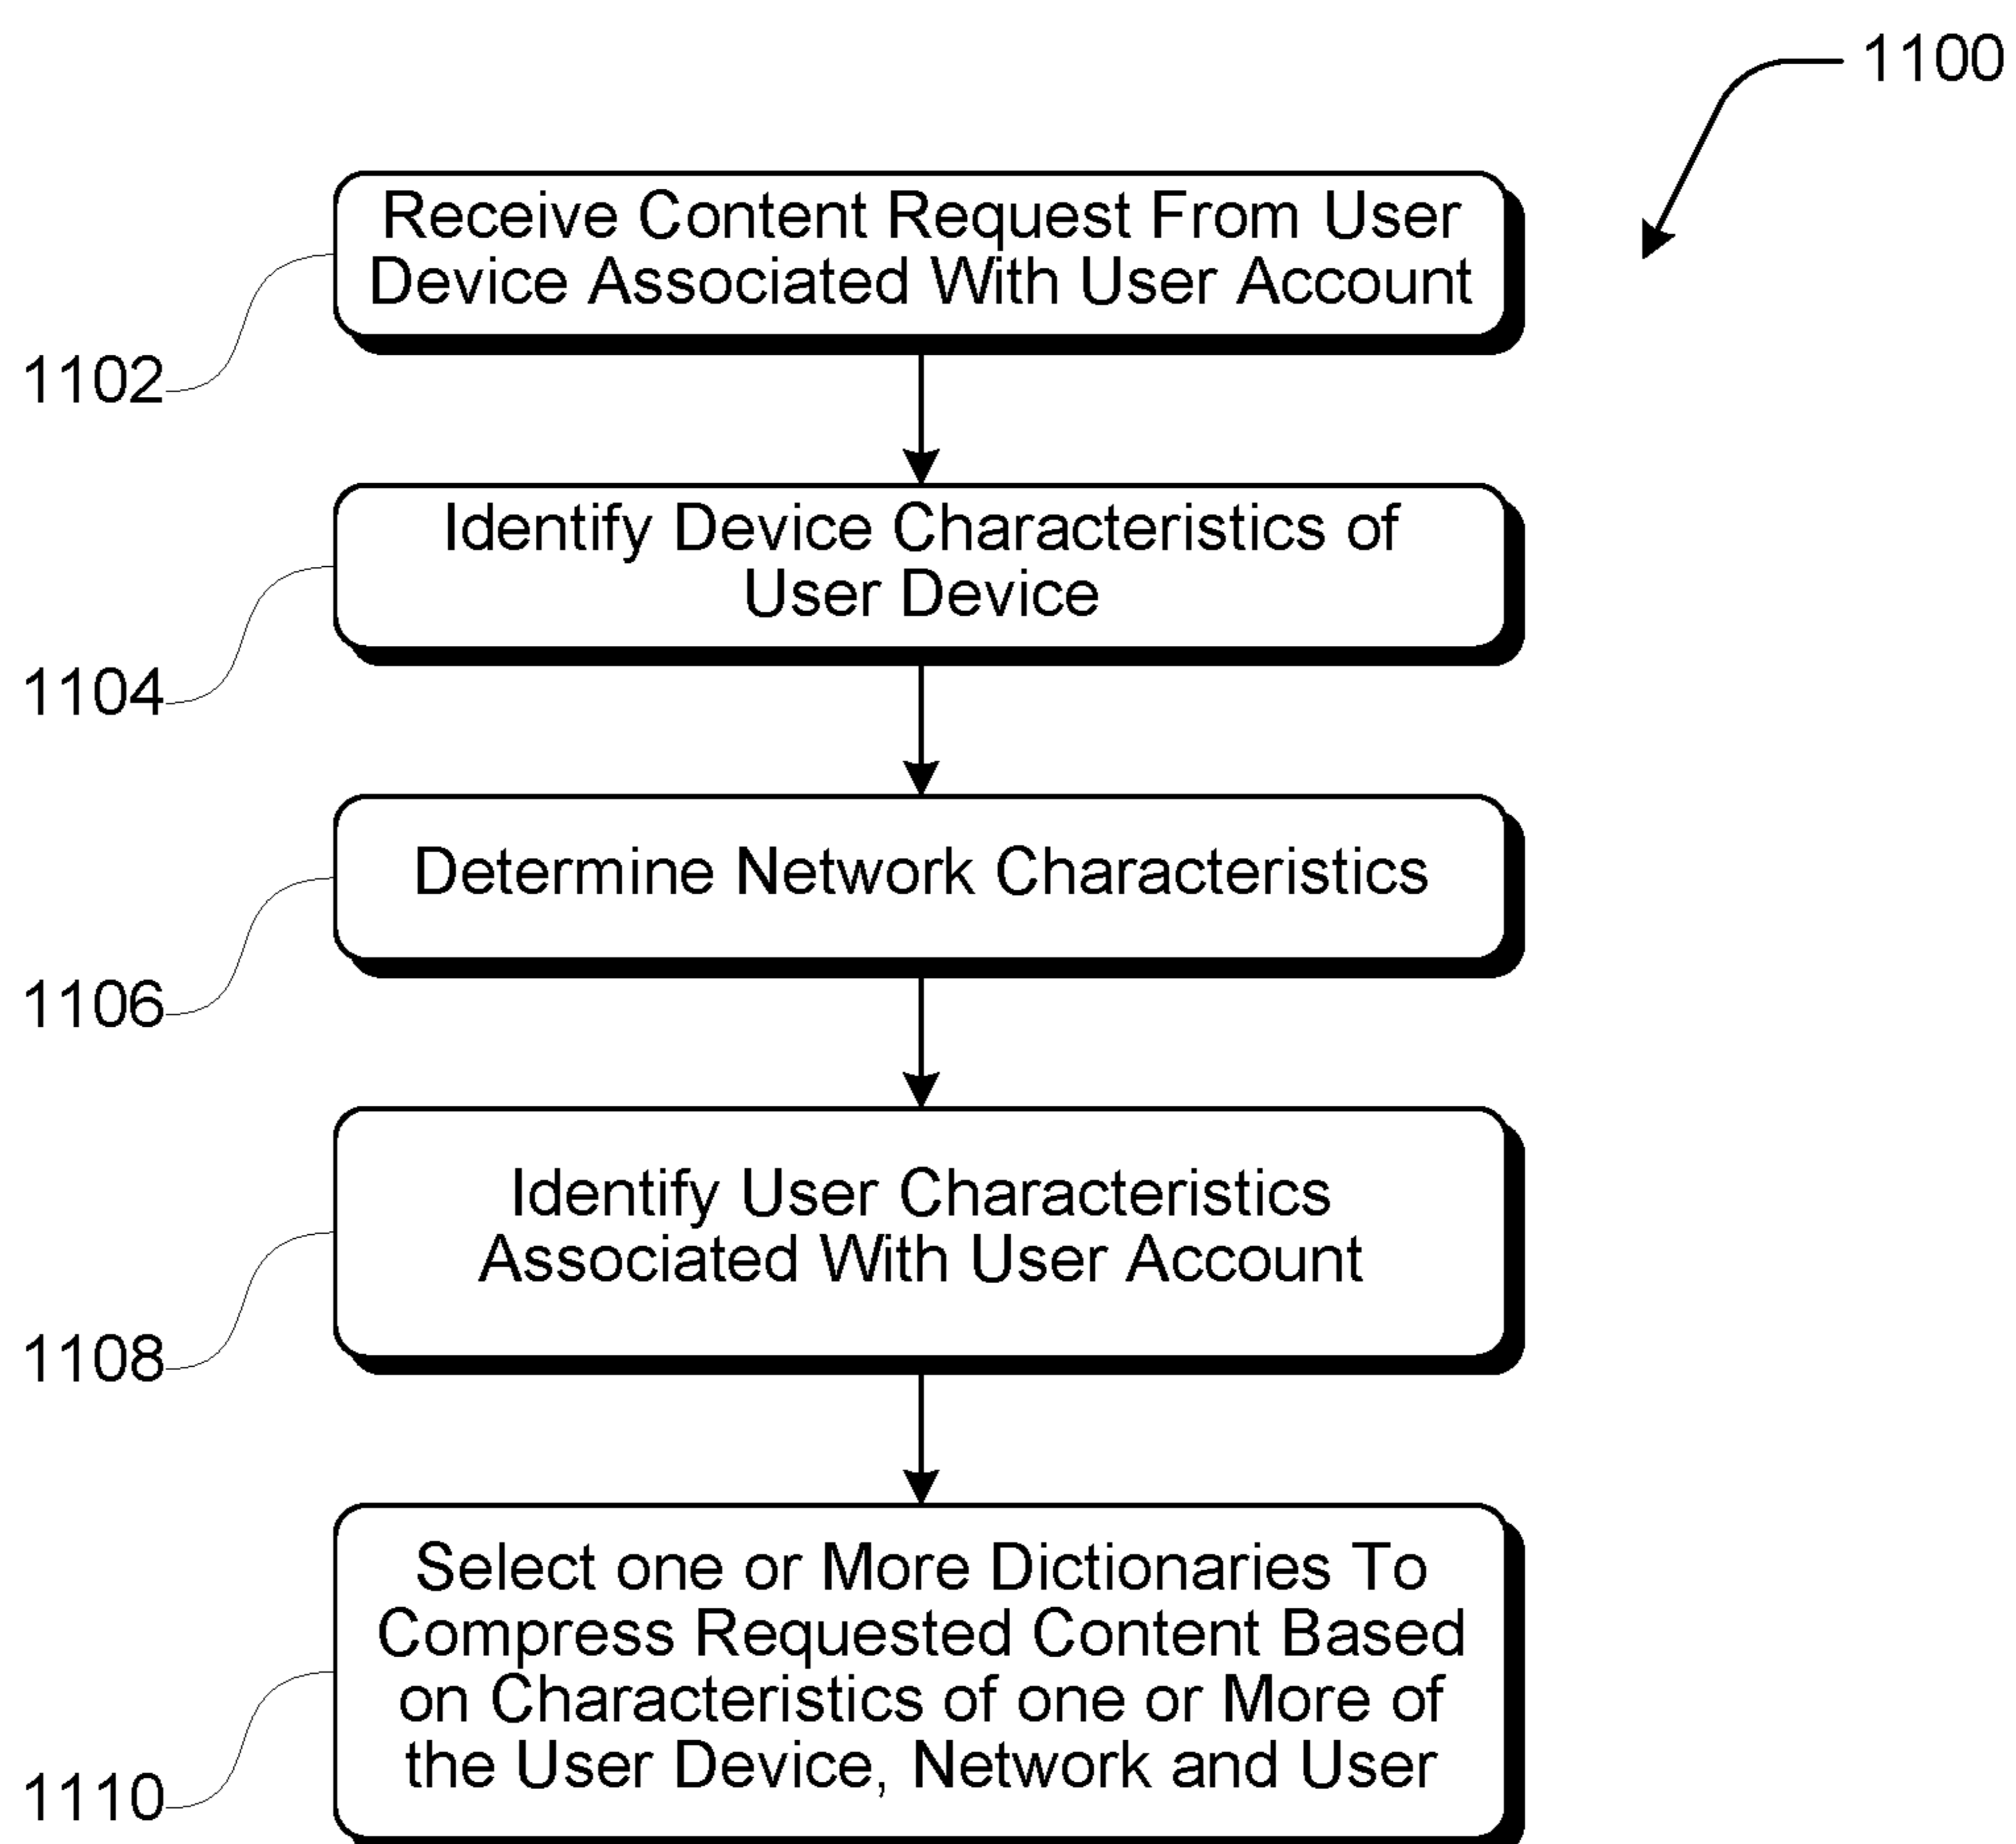 1100
Receive Content Request From User
Device Associated With User Account
1102
Identify Device Characteristics of
User Device
1104
Determine Network Characteristics
1106
Identify User Characteristics
Associated With User Account
1108
Select one or More Dictionaries To
Compress Requested Content Based
on Characteristics of one or More of
the User Device, Network and User
1110